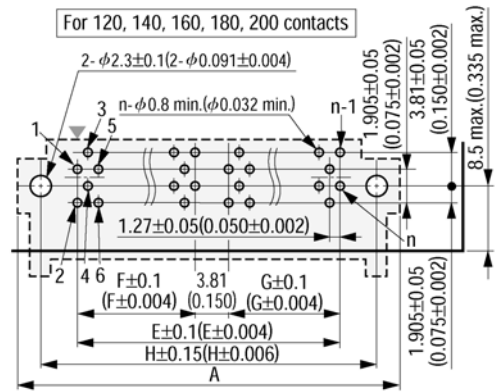 For 120, 140, 160, 180, 200 contacts
2-ϕ2.3±0.1(2-ϕ0.091±0.004)
3
n-ϕ0.8 min.(ϕ0.032 min.)
n-1
1
5
1.905±0.05
(0.075±0.002)
3.81±0.05
(0.150±0.002)
8.5 max.(0.335 max.)
1.27±0.05(0.050±0.002)
n
2
4
6
F±0.1
(F±0.004)
3.81
(0.150)
G±0.1
(G±0.004)
1.905±0.05
(0.075±0.002)
E±0.1(E±0.004)
H±0.15(H±0.006)
A